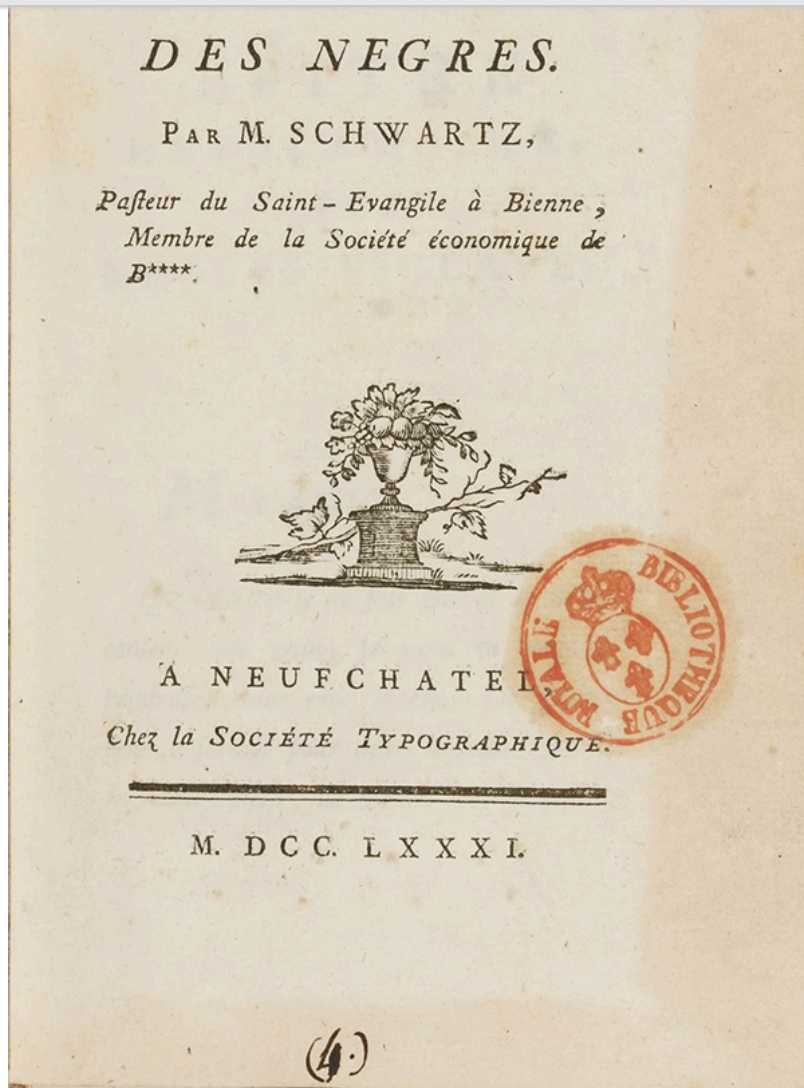 DES NEGRES.
PAR M. SCHWARTZ,
Paſteur du Saint-Evangile à Bienne,
Membre de la Société économique de
B****.
A NEUFCHATEL,
Chez la SOCIÉTÉ TYPOGRAPHIQUE.
M. DCC. LXXXI.
BIBLIOTHEQUE ROYALE
(4.)